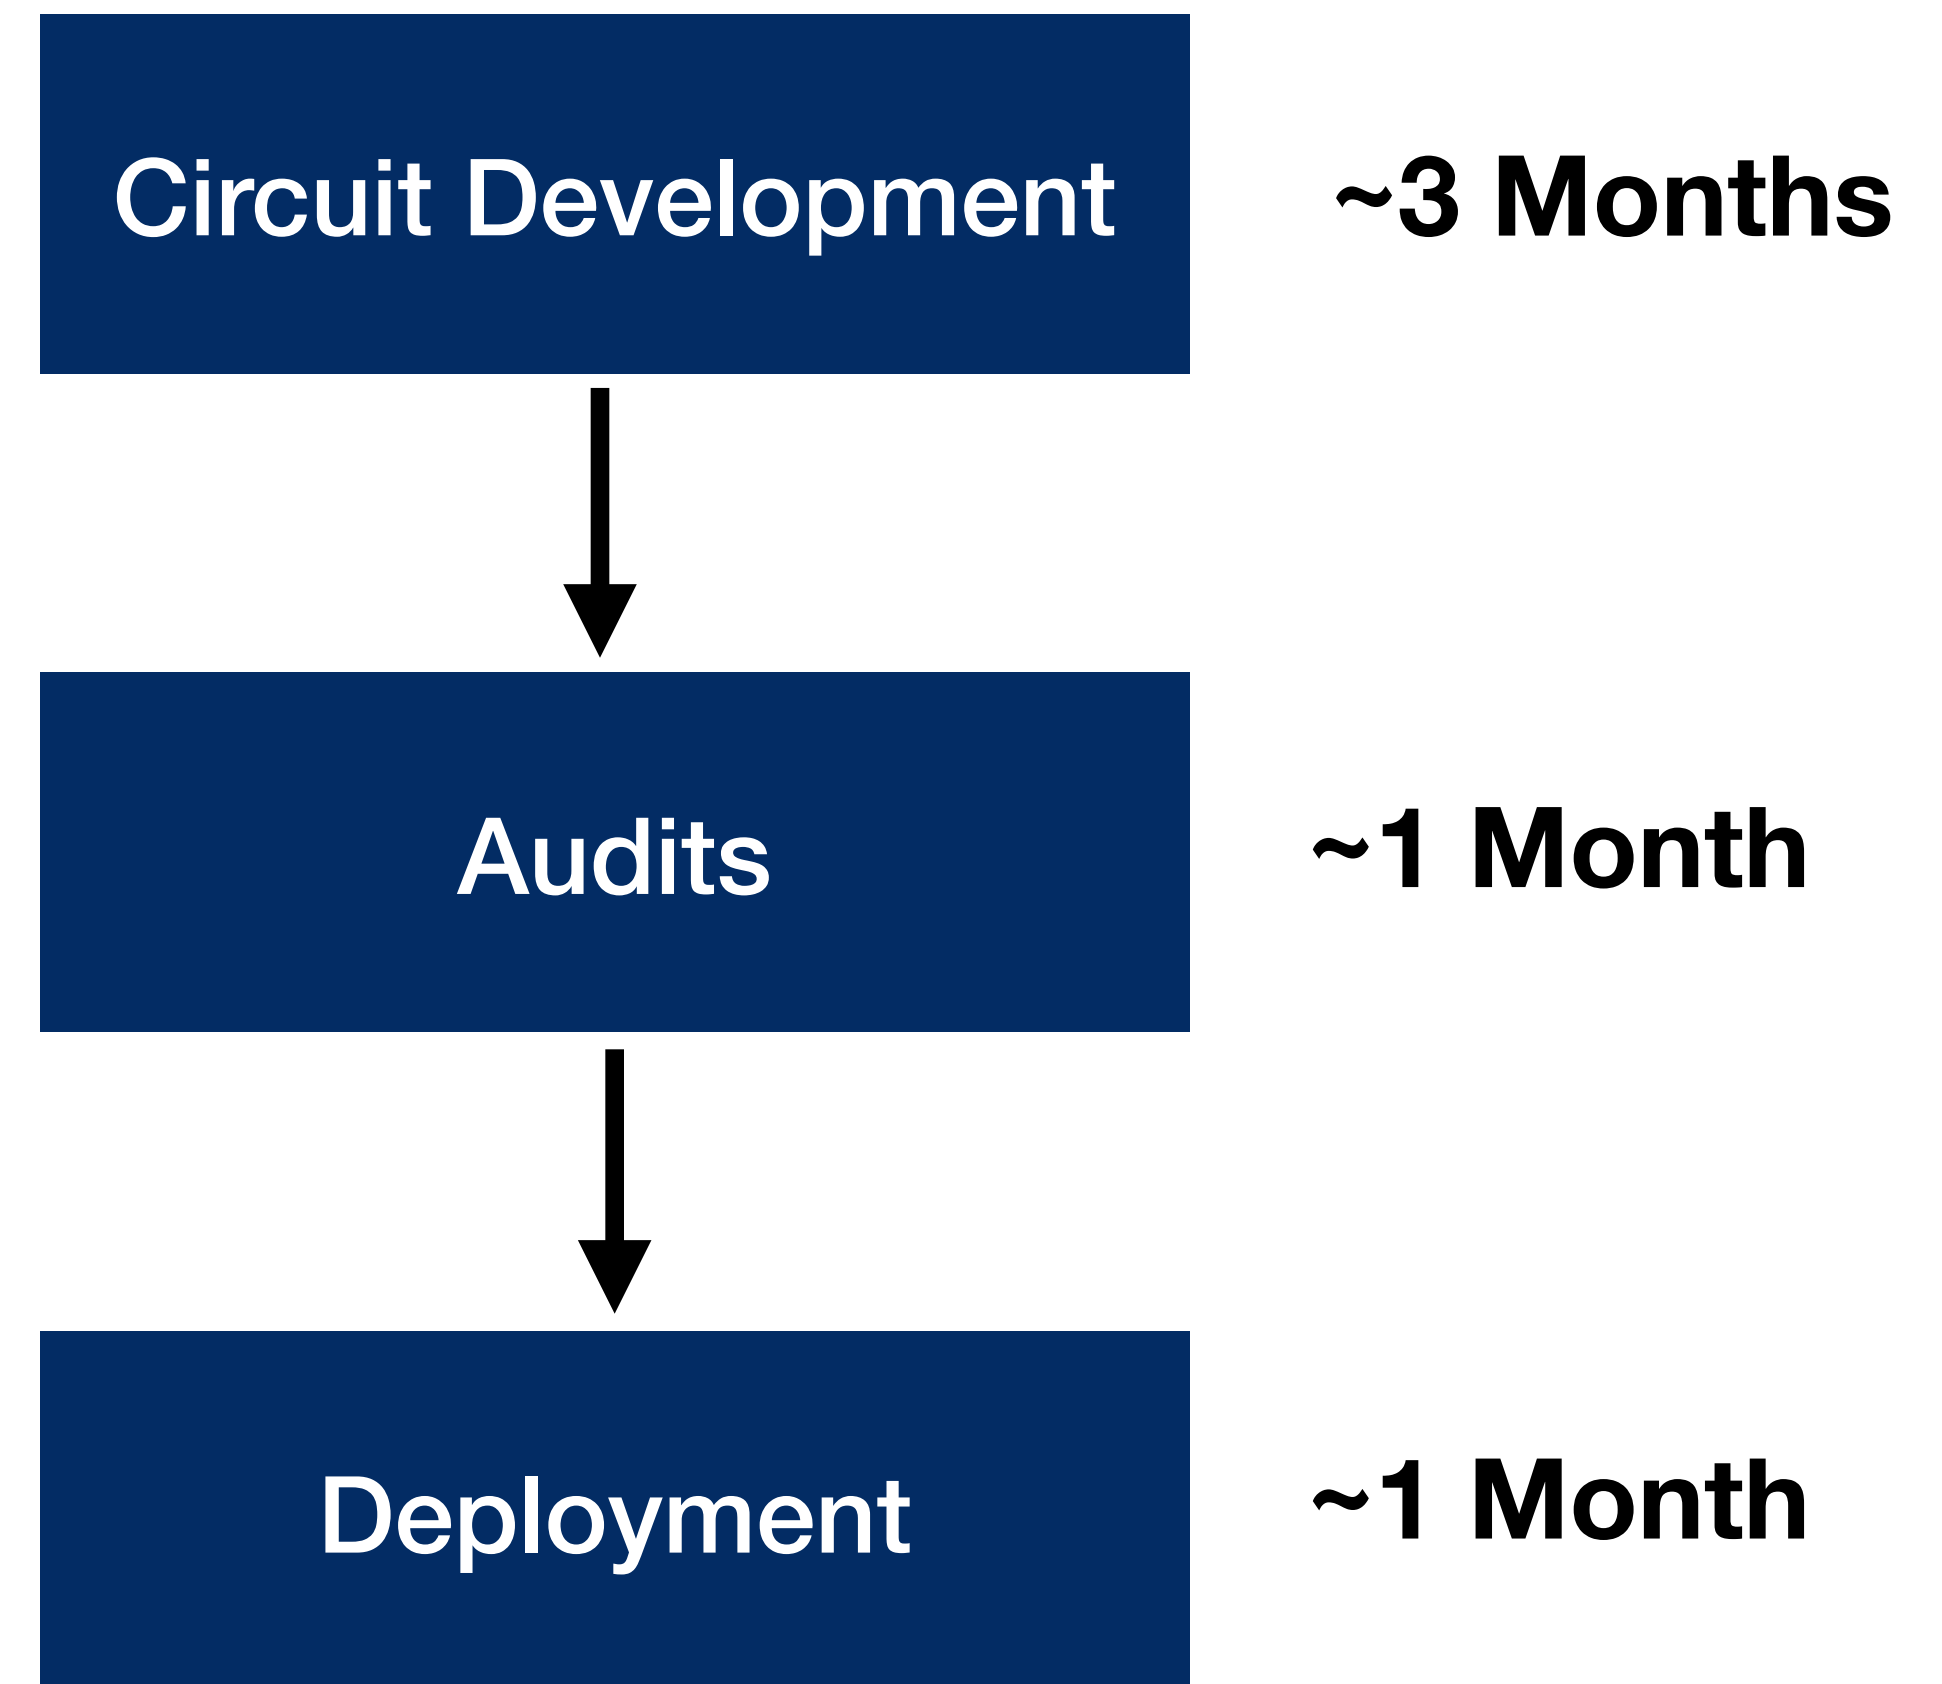 Circuit Development
~3 Months
Audits
~1 Month
Deployment
~1 Month